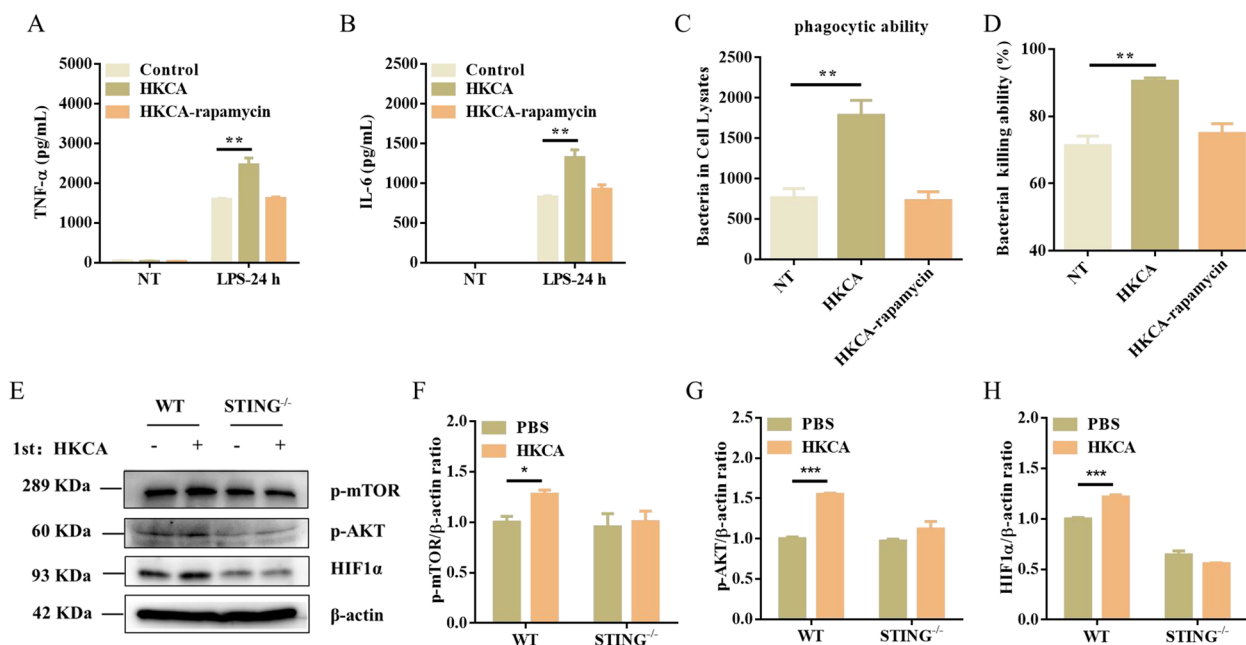 A
TNF-α (pg/mL)
5000
4000
3000
2000
1000
0
Control
HKCA
HKCA-rapamycin
**
NT
LPS-24 h
B
IL-6 (pg/mL)
2500
2000
1500
1000
500
0
Control
HKCA
HKCA-rapamycin
**
NT
LPS-24 h
C
phagocytic ability
Bacteria in Cell Lysates
2500
2000
1500
1000
500
0
**
NT
HKCA
HKCA-rapamycin
D
Bacterial killing ability (%)
100
80
60
40
**
NT
HKCA
HKCA-rapamycin
E
WT STING-/-
1st: HKCA - + - +
289 KDa p-mTOR
60 KDa p-AKT
93 KDa HIF1α
42 KDa β-actin
F
p-mTOR/β-actin ratio
2.0
1.5
1.0
0.5
0.0
PBS
HKCA
*
WT
STING-/-
G
p-AKT/β-actin ratio
2.5
2.0
1.5
1.0
0.5
0.0
PBS
HKCA
***
WT
STING-/-
H
HIF1α/β-actin ratio
2.0
1.5
1.0
0.5
0.0
PBS
HKCA
***
WT
STING-/-